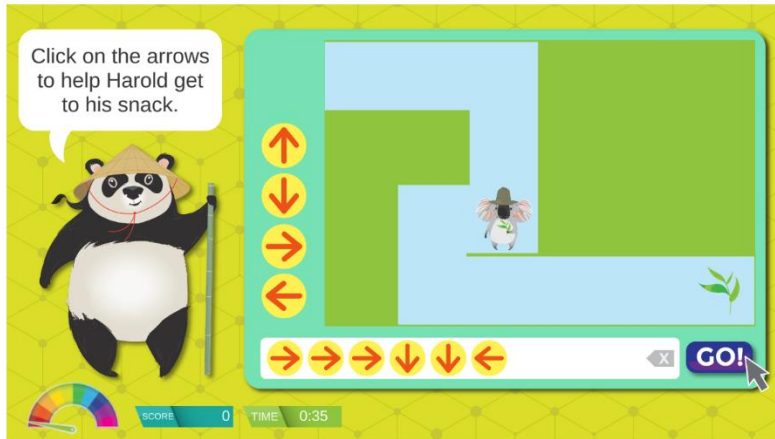 Click on the arrows
to help Harold get
to his snack.
X
GO!
SCORE 0 TIME 0:35